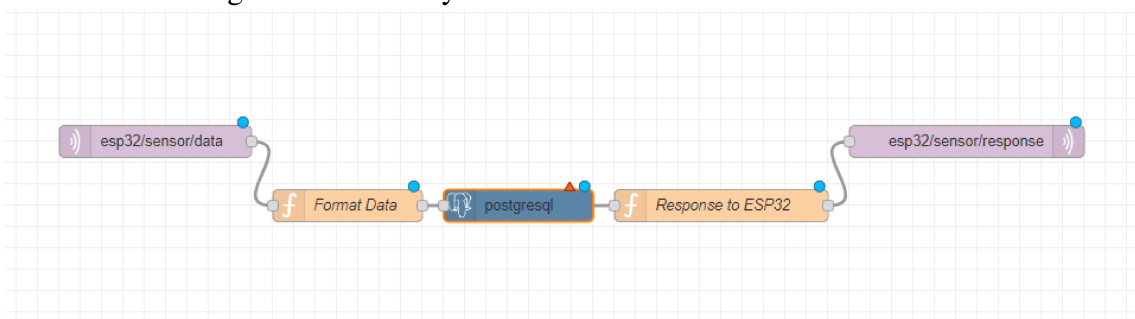 esp32/sensor/data
esp32/sensor/response
Format Data
postgresql
Response to ESP32